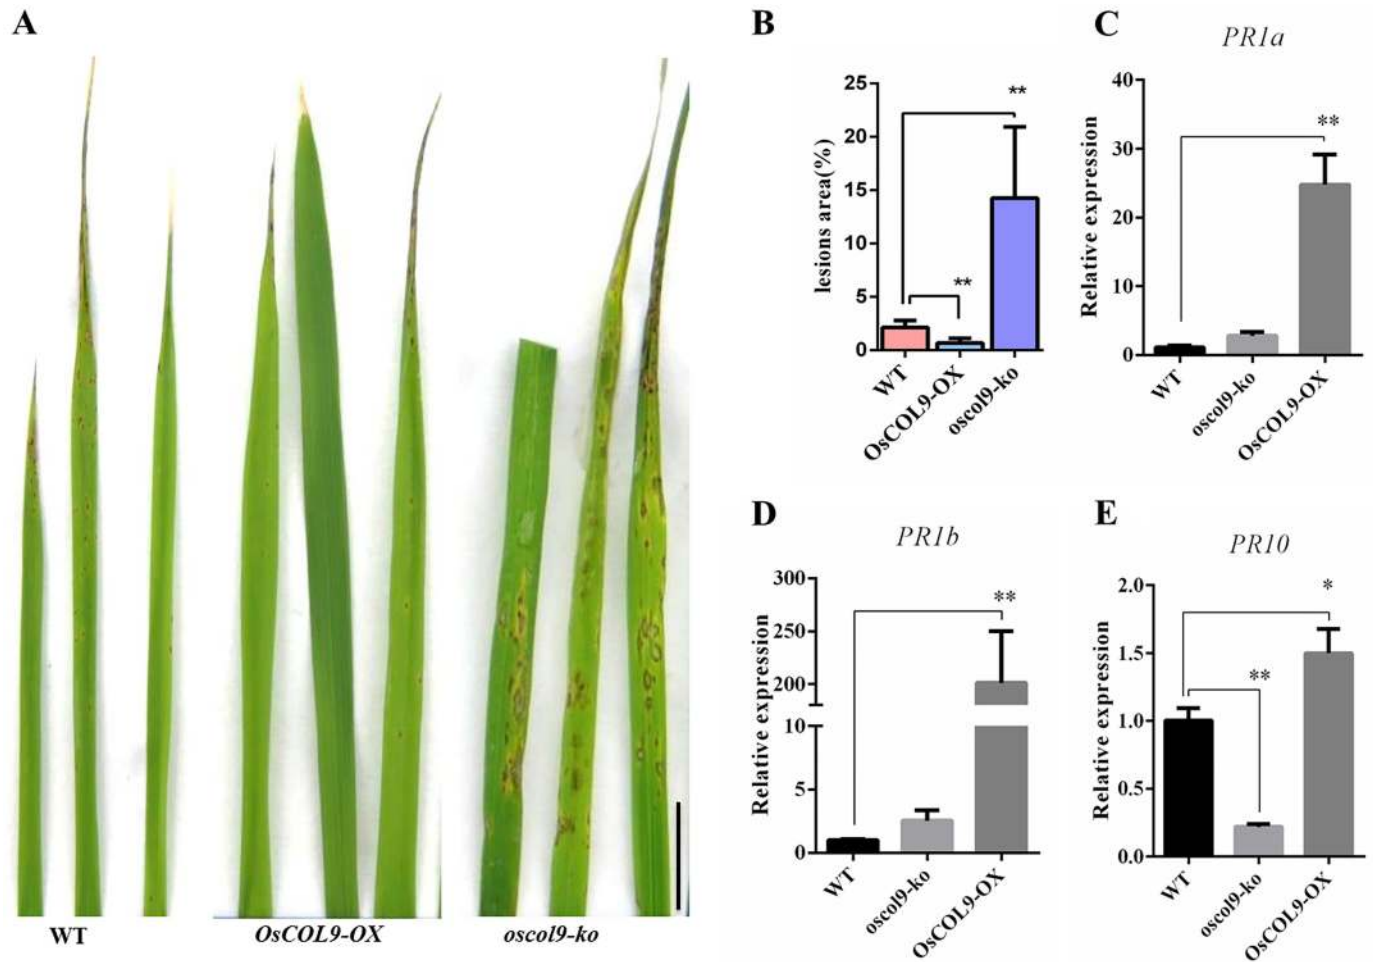 A
WT
OsCOL9-OX
oscol9-ko
B
lesions area(%)
25
20
15
10
5
0
**
**
WT
OsCOL9-OX
oscol9-ko
C
PR1a
Relative expression
40
30
20
10
0
**
WT
oscol9-ko
OsCOL9-OX
D
PR1b
Relative expression
300
250
200
10
5
0
**
WT
oscol9-ko
OsCOL9-OX
E
PR10
Relative expression
2.0
1.5
1.0
0.5
0.0
**
*
WT
oscol9-ko
OsCOL9-OX